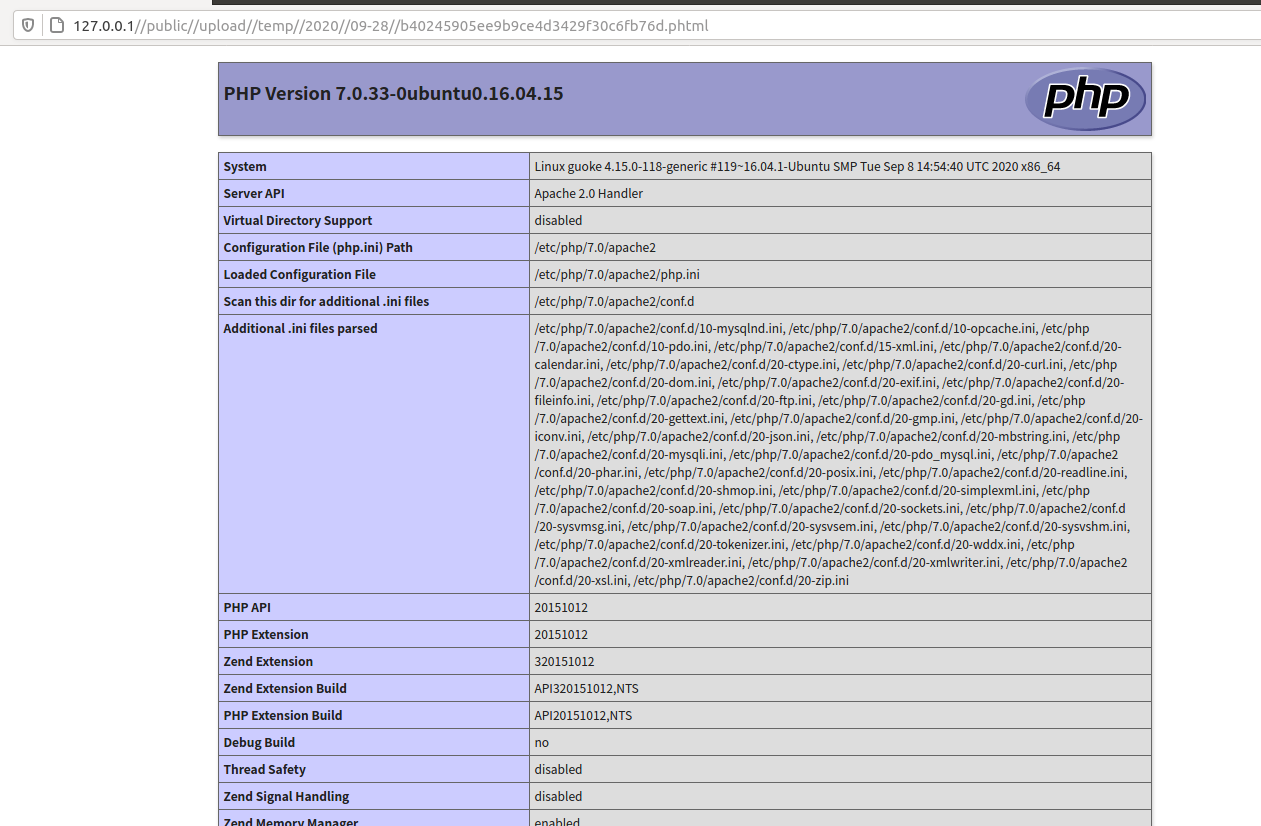 127.0.0.1//public//upload//temp//2020//09-28//b40245905ee9b9ce4d3429f30c6fb76d.phtml
PHP Version 7.0.33-0ubuntu0.16.04.15
php
System Linux guoke 4.15.0-118-generic #119~16.04.1-Ubuntu SMP Tue Sep 8 14:54:40 UTC 2020 x86_64
Server API Apache 2.0 Handler
Virtual Directory Support disabled
Configuration File (php.ini) Path /etc/php/7.0/apache2
Loaded Configuration File /etc/php/7.0/apache2/php.ini
Scan this dir for additional .ini files /etc/php/7.0/apache2/conf.d
Additional .ini files parsed /etc/php/7.0/apache2/conf.d/10-mysqlnd.ini, /etc/php/7.0/apache2/conf.d/10-opcache.ini, /etc/php
/7.0/apache2/conf.d/10-pdo.ini, /etc/php/7.0/apache2/conf.d/15-xml.ini, /etc/php/7.0/apache2/conf.d/20-
calendar.ini, /etc/php/7.0/apache2/conf.d/20-ctype.ini, /etc/php/7.0/apache2/conf.d/20-curl.ini, /etc/php
/7.0/apache2/conf.d/20-dom.ini, /etc/php/7.0/apache2/conf.d/20-exif.ini, /etc/php/7.0/apache2/conf.d/20-
fileinfo.ini, /etc/php/7.0/apache2/conf.d/20-ftp.ini, /etc/php/7.0/apache2/conf.d/20-gd.ini, /etc/php
/7.0/apache2/conf.d/20-gettext.ini, /etc/php/7.0/apache2/conf.d/20-gmp.ini, /etc/php/7.0/apache2/conf.d/20-
iconv.ini, /etc/php/7.0/apache2/conf.d/20-json.ini, /etc/php/7.0/apache2/conf.d/20-mbstring.ini, /etc/php
/7.0/apache2/conf.d/20-mysqli.ini, /etc/php/7.0/apache2/conf.d/20-pdo_mysql.ini, /etc/php/7.0/apache2
/conf.d/20-phar.ini, /etc/php/7.0/apache2/conf.d/20-posix.ini, /etc/php/7.0/apache2/conf.d/20-readline.ini,
/etc/php/7.0/apache2/conf.d/20-shmop.ini, /etc/php/7.0/apache2/conf.d/20-simplexml.ini, /etc/php
/7.0/apache2/conf.d/20-soap.ini, /etc/php/7.0/apache2/conf.d/20-sockets.ini, /etc/php/7.0/apache2/conf.d
/20-sysvmsg.ini, /etc/php/7.0/apache2/conf.d/20-sysvsem.ini, /etc/php/7.0/apache2/conf.d/20-sysvshm.ini,
/etc/php/7.0/apache2/conf.d/20-tokenizer.ini, /etc/php/7.0/apache2/conf.d/20-wddx.ini, /etc/php
/7.0/apache2/conf.d/20-xmlreader.ini, /etc/php/7.0/apache2/conf.d/20-xmlwriter.ini, /etc/php/7.0/apache2
/conf.d/20-xsl.ini, /etc/php/7.0/apache2/conf.d/20-zip.ini
PHP API 20151012
PHP Extension 20151012
Zend Extension 320151012
Zend Extension Build API320151012,NTS
PHP Extension Build API20151012,NTS
Debug Build no
Thread Safety disabled
Zend Signal Handling disabled
Zend Memory Manager enabled